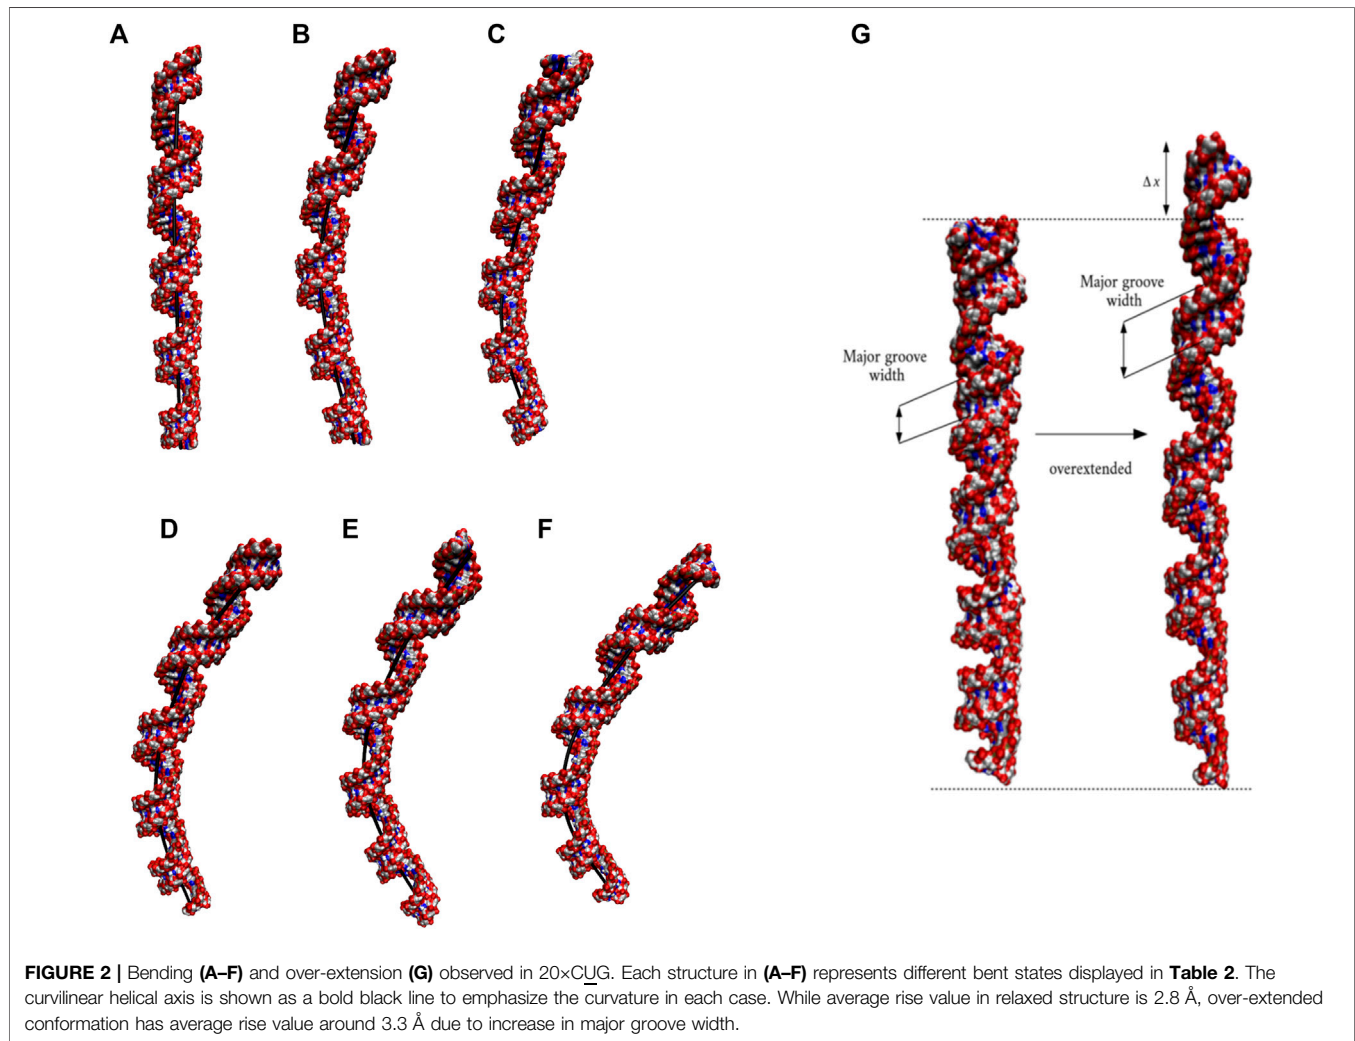 A
B
C
G
Δx
Major groove
width
Major groove
width
overextended
D
E
F
FIGURE 2 | Bending (A–F) and over-extension (G) observed in 20×CUG. Each structure in (A–F) represents different bent states displayed in Table 2. The
curvilinear helical axis is shown as a bold black line to emphasize the curvature in each case. While average rise value in relaxed structure is 2.8 Å, over-extended
conformation has average rise value around 3.3 Å due to increase in major groove width.